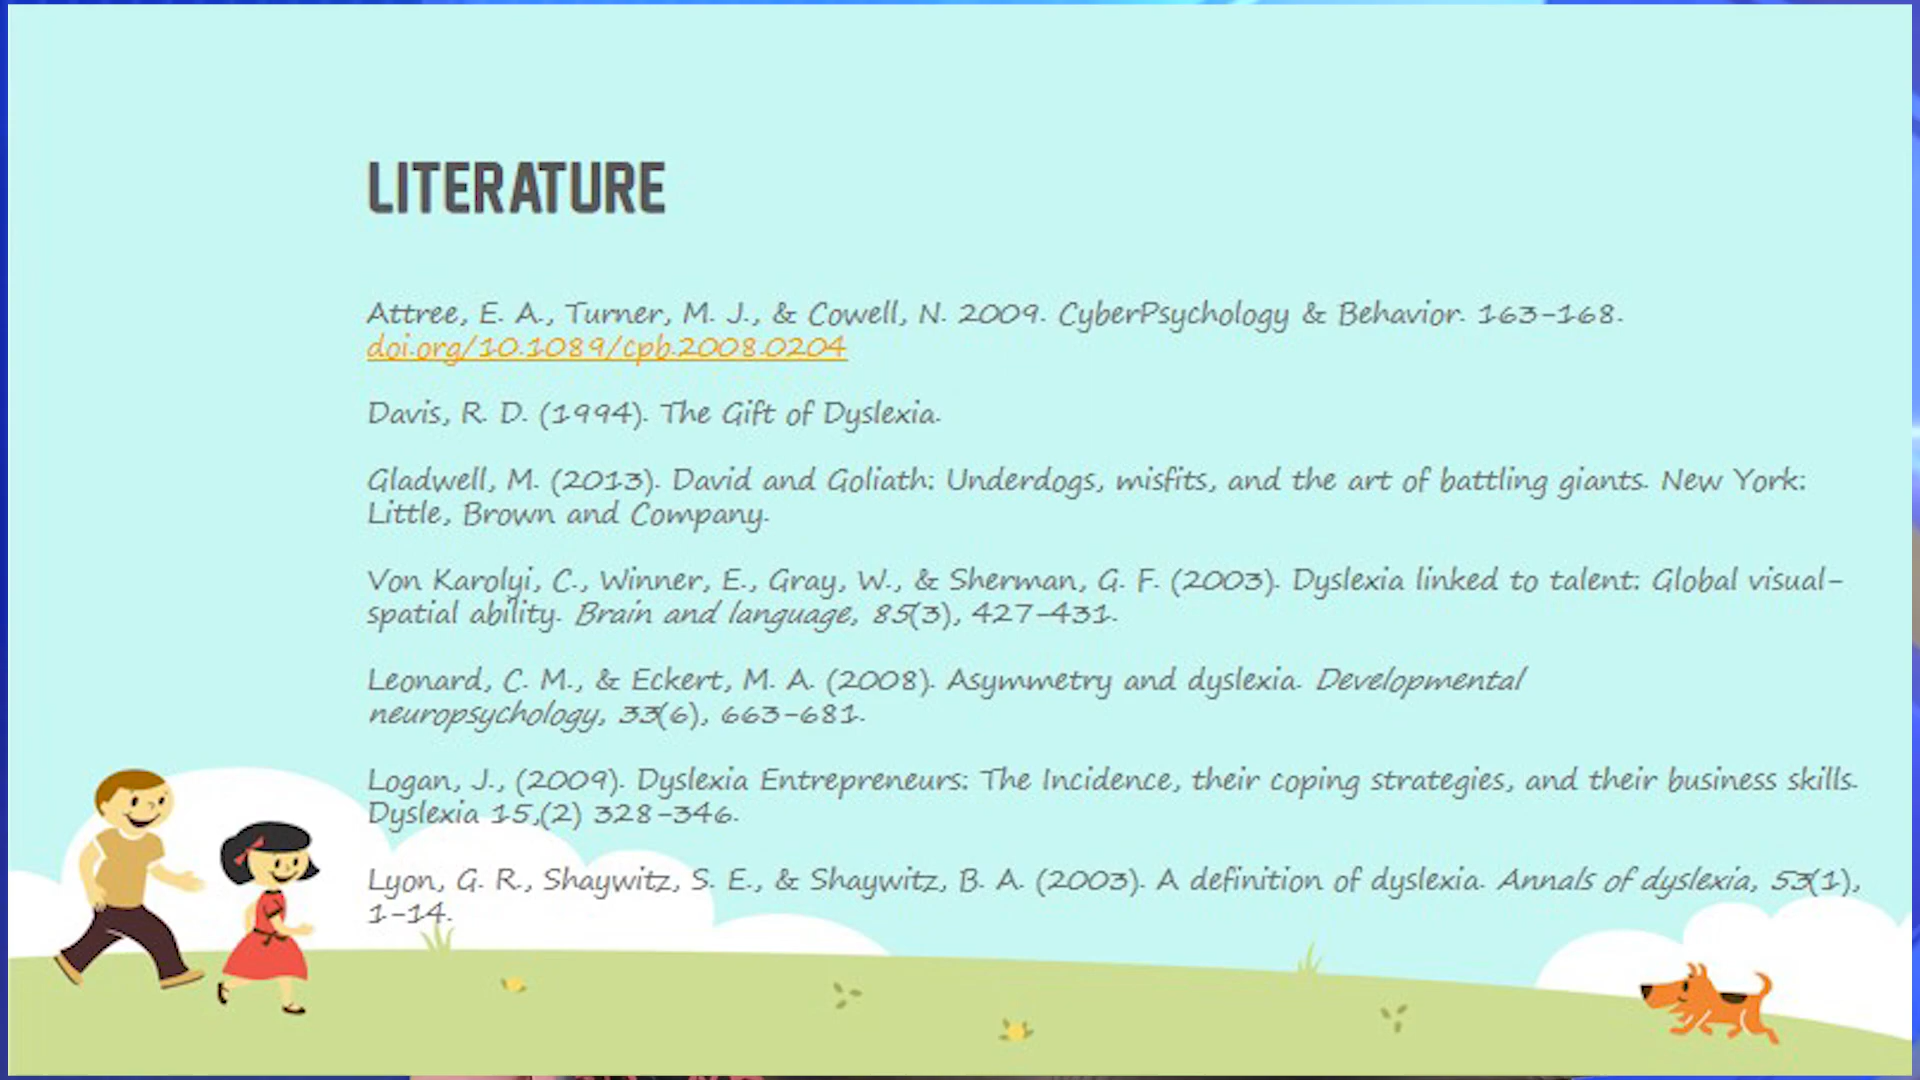 LITERATURE
Attree, E. A., Turner, M. J., & Cowell, N. 2009. CyberPsychology & Behavior. 163-168.
doi.org/10.1089/cpb.2008.0204
Davis, R. D. (1994). The Gift of Dyslexia.
Gladwell, M. (2013). David and Goliath: Underdogs, misfits, and the art of battling giants. New York:
Little, Brown and Company.
Von Karolyi, C., Winner, E., Gray, W., & Sherman, G. F. (2003). Dyslexia linked to talent: Global visual-
spatial ability. Brain and language, 85(3), 427-431.
Leonard, C. M., & Eckert, M. A. (2008). Asymmetry and dyslexia. Developmental
neuropsychology, 33(6), 663-681.
Logan, J., (2009). Dyslexia Entrepreneurs: The Incidence, their coping strategies, and their business skills.
Dyslexia 15,(2) 328-346.
Lyon, G. R., Shaywitz, S. E., & Shaywitz, B. A. (2003). A definition of dyslexia. Annals of dyslexia, 53(1),
1-14.